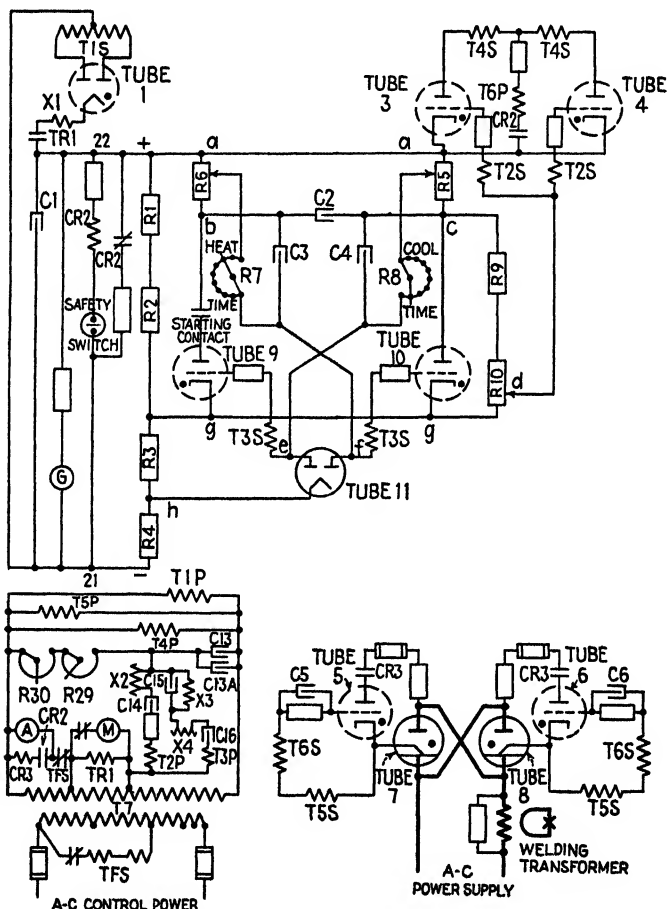 T1S
TUBE
1
X1
TR1
22
+
a
a
C1
CR2
CR2
SAFETY
SWITCH
G
21
−
R1
R2
R3
R4
h
R6
R5
b
C2
c
HEAT
R7
TIME
STARTING
CONTACT
C3
C4
COOL
R8
TIME
R9
R10
d
TUBE 9
TUBE
10
g
g
T3S
e
f
T3S
TUBE 11
T4S
T4S
TUBE
3
T6P
CR2
TUBE
4
T2S
T2S
T1P
T5P
T4P
C13
C13A
R30
R29
X2
C15
X3
C14
X4
C16
T2P
T3P
A
CR2
M
CR3
TFS
TR1
T7
TFS
A-C CONTROL POWER
TUBE
5
CR3
C5
T6S
T5S
TUBE
7
CR3
6
C6
T6S
T5S
TUBE
8
WELDING
TRANSFORMER
A-C
POWER SUPPLY